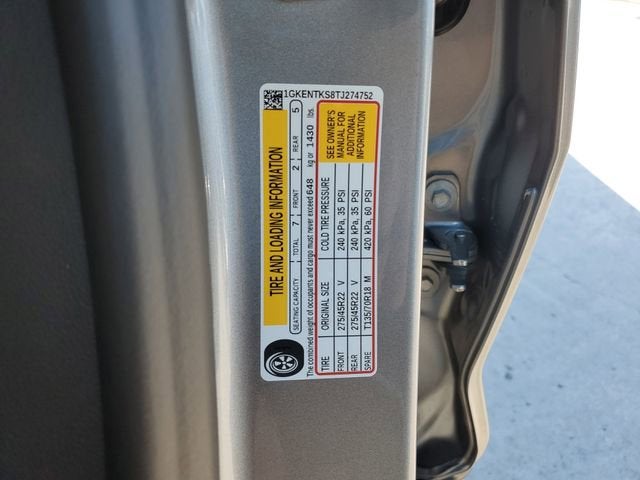 1GKENTKS8TJ274752
TIRE AND LOADING INFORMATION
SEATING CAPACITY TOTAL 7 FRONT 2 REAR 5
The combined weight of occupants and cargo must never exceed 648 kg or 1430 lbs.
TIRE ORIGINAL SIZE COLD TIRE PRESSURE
FRONT 275/45R22 V 240 kPa, 35 PSI
REAR 275/45R22 V 240 kPa, 35 PSI
SPARE T135/70R18 M 420 kPa, 60 PSI
SEE OWNER'S
MANUAL FOR
ADDITIONAL
INFORMATION